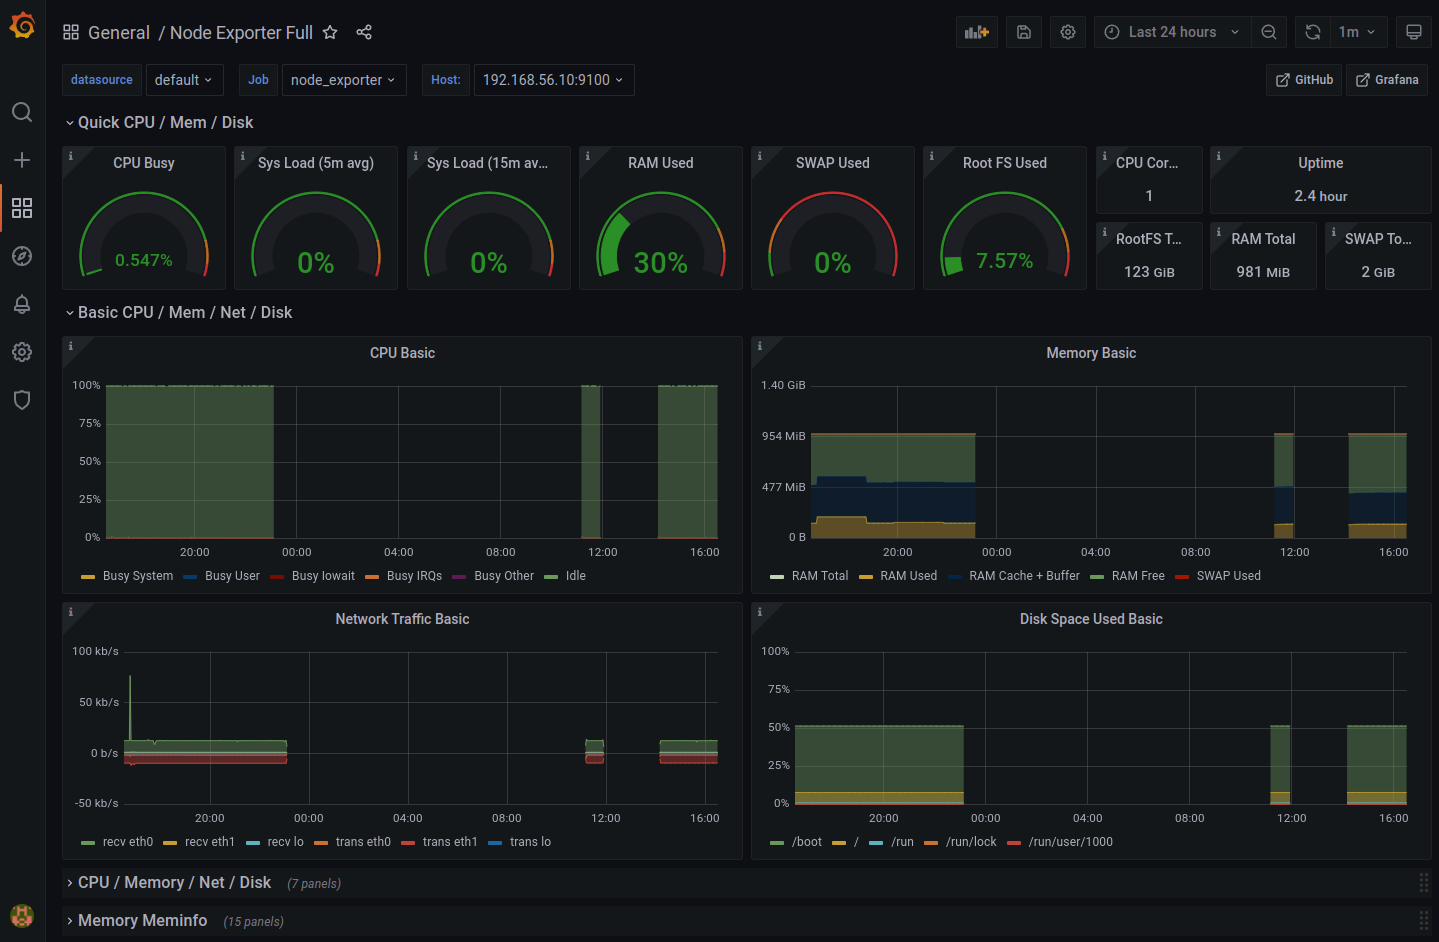 General / Node Exporter Full
Last 24 hours
1m
datasource default Job node_exporter Host: 192.168.56.10:9100
GitHub Grafana
Quick CPU / Mem / Disk
CPU Busy
0.547%
Sys Load (5m avg)
0%
Sys Load (15m av...
0%
RAM Used
30%
SWAP Used
0%
Root FS Used
7.57%
CPU Cor...
1
Uptime
2.4 hour
RootFS T...
123 GiB
RAM Total
981 MiB
SWAP To...
2 GiB
Basic CPU / Mem / Net / Disk
CPU Basic
100%
75%
50%
25%
0%
20:00 00:00 04:00 08:00 12:00 16:00
Busy System Busy User Busy Iowait Busy IRQs Busy Other Idle
Memory Basic
1.40 GiB
954 MiB
477 MiB
0 B
20:00 00:00 04:00 08:00 12:00 16:00
RAM Total RAM Used RAM Cache + Buffer RAM Free SWAP Used
Network Traffic Basic
100 kb/s
50 kb/s
0 b/s
-50 kb/s
20:00 00:00 04:00 08:00 12:00 16:00
recv eth0 recv eth1 recv lo trans eth0 trans eth1 trans lo
Disk Space Used Basic
100%
75%
50%
25%
0%
20:00 00:00 04:00 08:00 12:00 16:00
/boot / /run /run/lock /run/user/1000
CPU / Memory / Net / Disk (7 panels)
Memory Meminfo (15 panels)